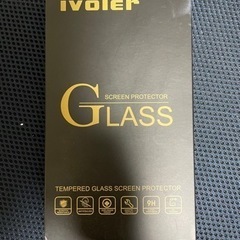 ivoler
SCREEN PROTECTOR
GLASS
TEMPERED GLASS SCREEN PROTECTOR
9H